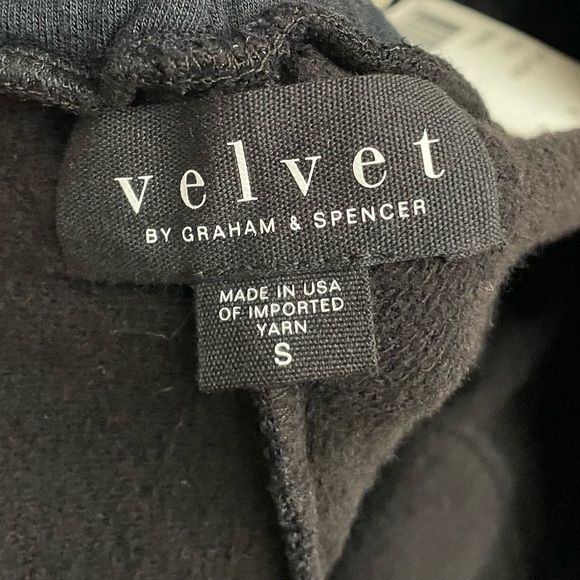 velvet
BY GRAHAM & SPENCER
MADE IN USA
OF IMPORTED
YARN
S